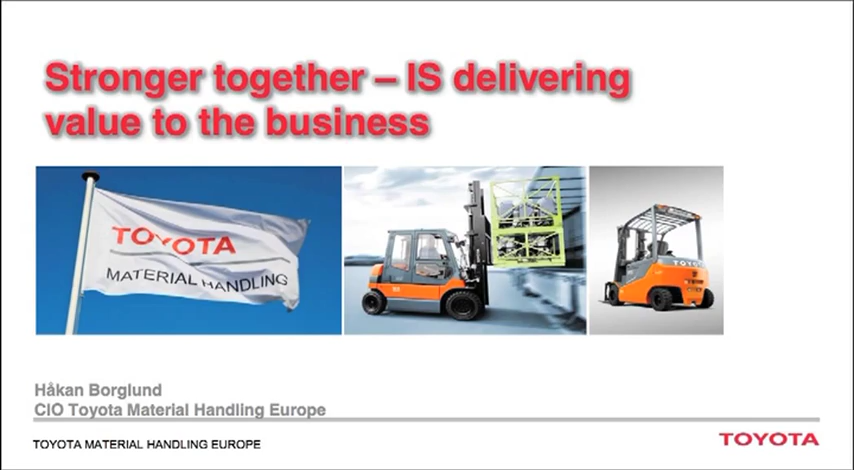 Stronger together – IS delivering
value to the business
TOYOTA
MATERIAL HANDLING
TOYOTA
Håkan Borglund
CIO Toyota Material Handling Europe
TOYOTA MATERIAL HANDLING EUROPE
TOYOTA